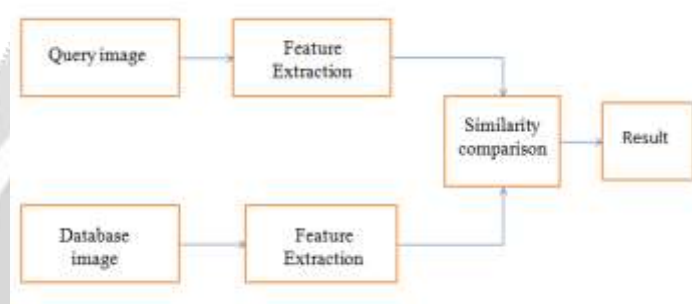 Query image
Feature
Extraction
Similarity
comparison
Result
Database
image
Feature
Extraction